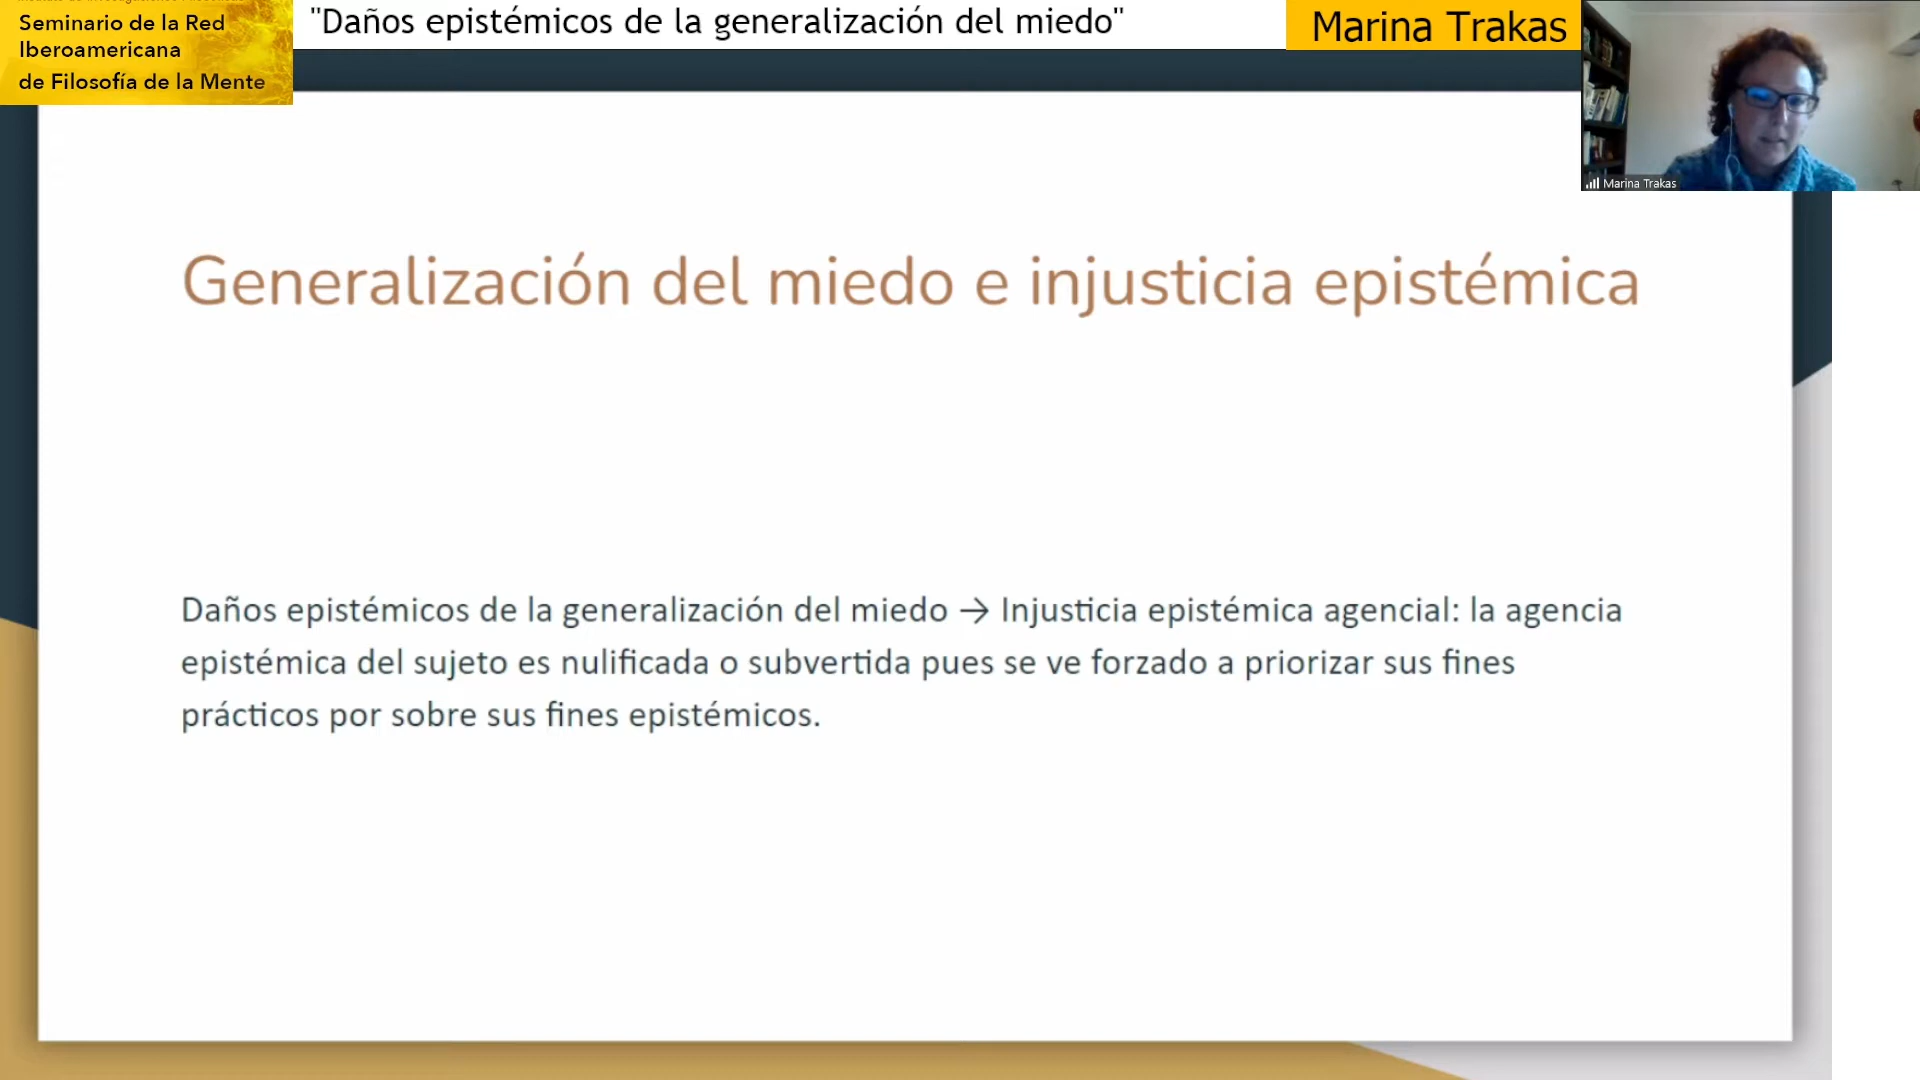 Seminario de la Red
Iberoamericana
de Filosofía de la Mente
"Daños epistémicos de la generalización del miedo"
Marina Trakas
Marina Trakas
Generalización del miedo e injusticia epistémica
Daños epistémicos de la generalización del miedo → Injusticia epistémica agencial: la agencia
epistémica del sujeto es nulificada o subvertida pues se ve forzado a priorizar sus fines
prácticos por sobre sus fines epistémicos.